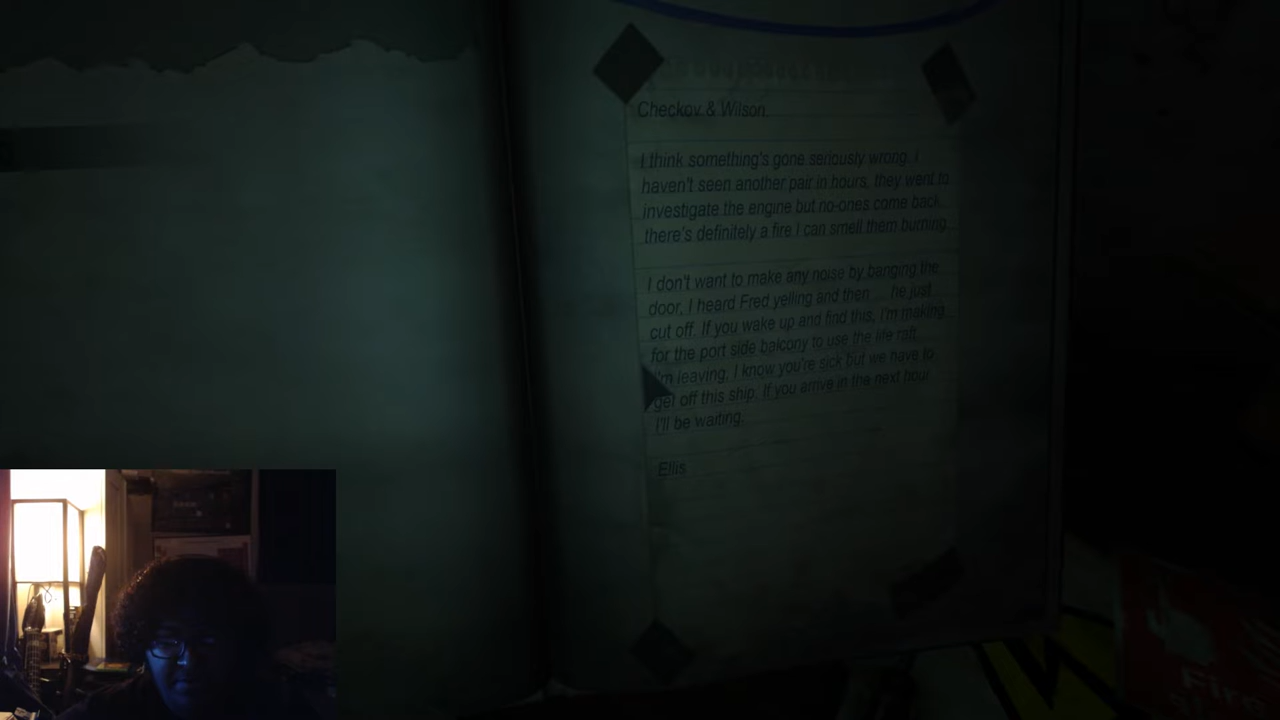 Checkov & Wilson.
I think something's gone seriously wrong. I
haven't seen another pair in hours, they went to
investigate the engine but no-ones come back,
there's definitely a fire I can smell them burning.
I don't want to make any noise by banging the
door, I heard Fred yelling and then ... he just
cut off. If you wake up and find this, I'm making
for the port side balcony to use the life raft.
I'm leaving, I know you're sick but we have to
get off this ship. If you arrive in the next hour
I'll be waiting.
Ellis
Fire